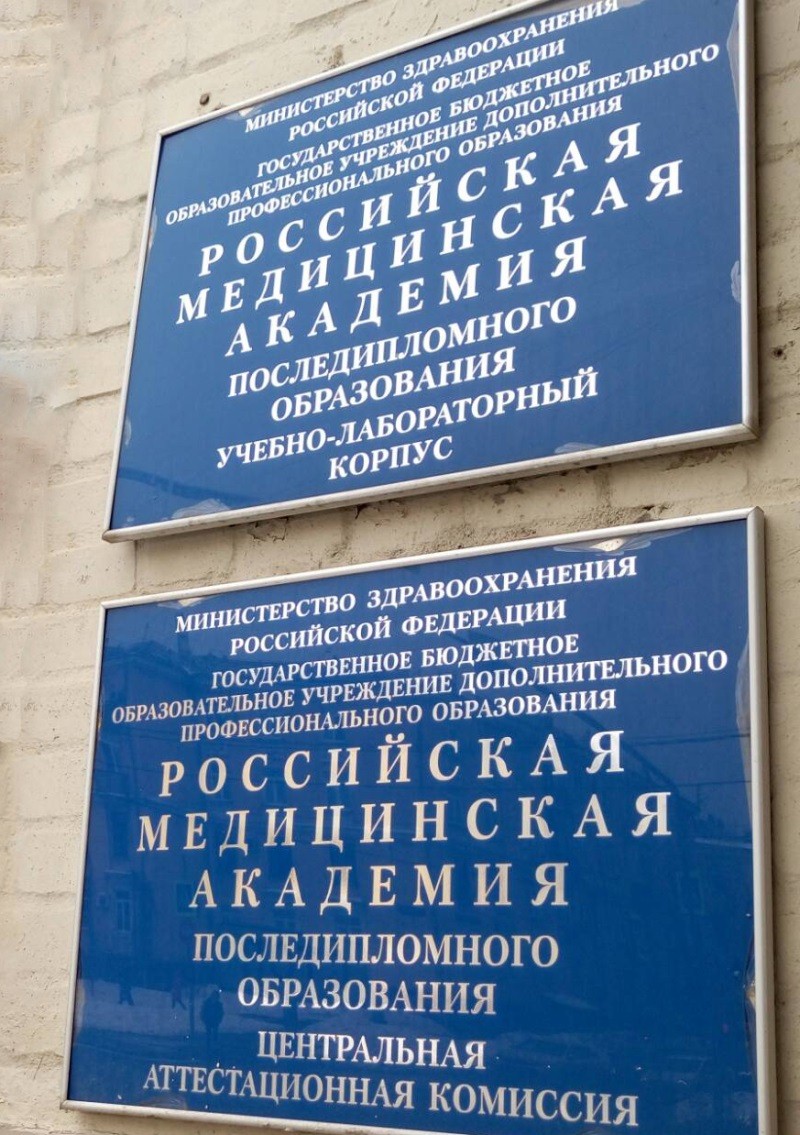 МИНИСТЕРСТВО ЗДРАВООХРАНЕНИЯ
РОССИЙСКОЙ ФЕДЕРАЦИИ
ГОСУДАРСТВЕННОЕ БЮДЖЕТНОЕ
ОБРАЗОВАТЕЛЬНОЕ УЧРЕЖДЕНИЕ ДОПОЛНИТЕЛЬНОГО
ПРОФЕССИОНАЛЬНОГО ОБРАЗОВАНИЯ
РОССИЙСКАЯ
МЕДИЦИНСКАЯ
АКАДЕМИЯ
ПОСЛЕДИПЛОМНОГО
ОБРАЗОВАНИЯ
УЧЕБНО-ЛАБОРАТОРНЫЙ
КОРПУС
МИНИСТЕРСТВО ЗДРАВООХРАНЕНИЯ
РОССИЙСКОЙ ФЕДЕРАЦИИ
ГОСУДАРСТВЕННОЕ БЮДЖЕТНОЕ
ОБРАЗОВАТЕЛЬНОЕ УЧРЕЖДЕНИЕ ДОПОЛНИТЕЛЬНОГО
ПРОФЕССИОНАЛЬНОГО ОБРАЗОВАНИЯ
РОССИЙСКАЯ
МЕДИЦИНСКАЯ
АКАДЕМИЯ
ПОСЛЕДИПЛОМНОГО
ОБРАЗОВАНИЯ
ЦЕНТРАЛЬНАЯ
АТТЕСТАЦИОННАЯ КОМИССИЯ